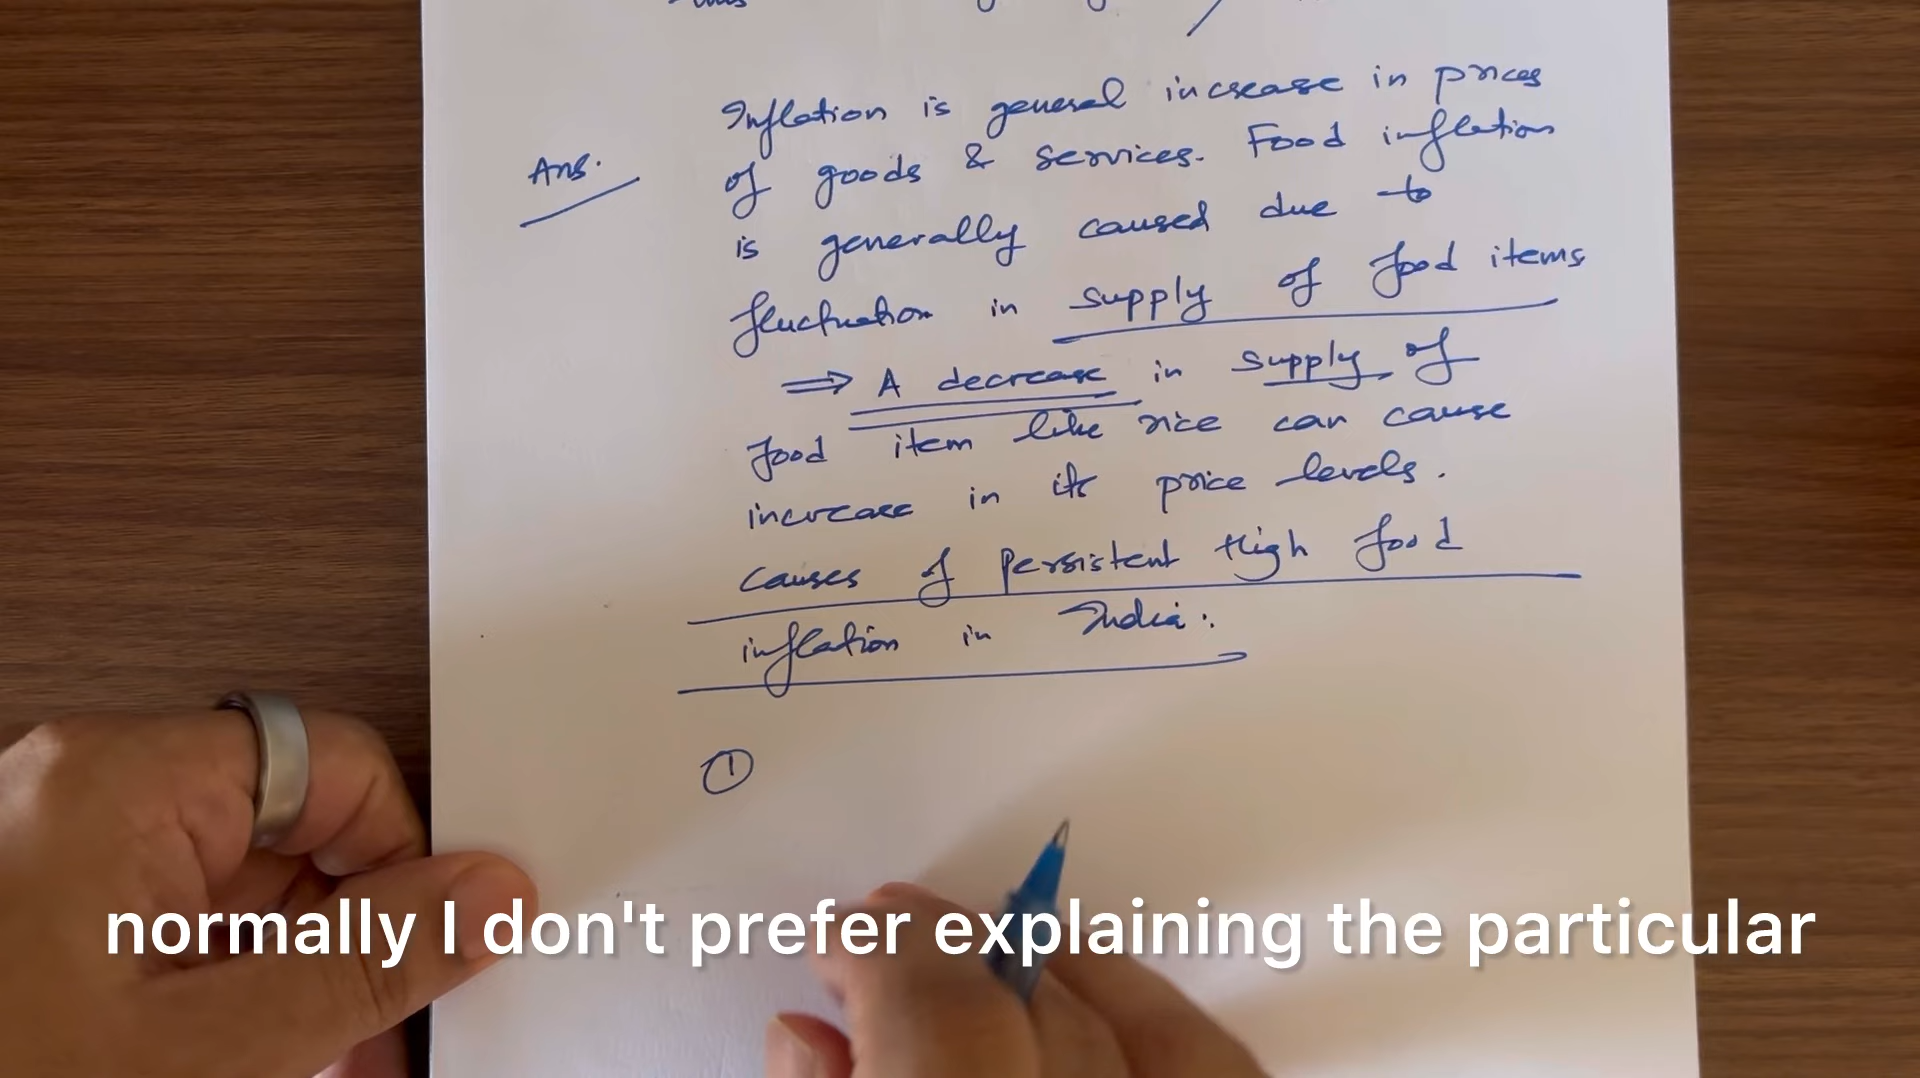 Ans.
Inflation is general increase in prices
of goods & services. Food inflation
is generally caused due to
fluctuation in supply of food items
⇒ A decrease in supply of
food item like rice can cause
increase in its price levels.
Causes of Persistent High food
inflation in India:
①
normally I don't prefer explaining the particular